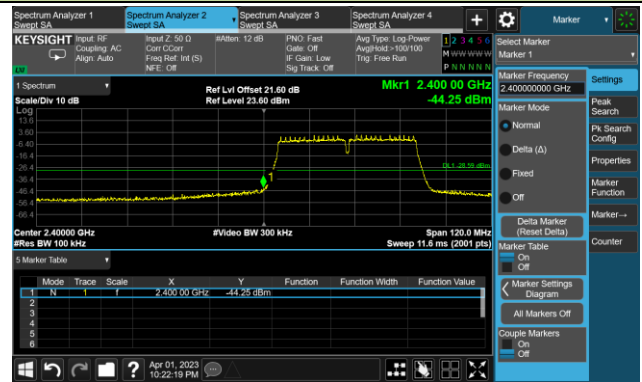 Spectrum Analyzer 1
Swept SA
Spectrum Analyzer 2
Swept SA
Spectrum Analyzer 3
Swept SA
Spectrum Analyzer 4
Swept SA
+
Marker
KEYSIGHT
Input: RF
Coupling: AC
Align: Auto
Input Z: 50 Ω
Corr CCorr
Freq Ref: Int (S)
NFE: Off
#Atten: 12 dB
PNO: Fast
Gate: Off
IF Gain: Low
Sig Track: Off
Avg Type: Log-Power
Avg|Hold:>100/100
Trig: Free Run
1 2 3 4 5 6
M W W W W W
P N N N N N
Select Marker
Marker 1
1 Spectrum
Scale/Div 10 dB
Log
Ref Lvl Offset 21.60 dB
Ref Level 23.60 dBm
Mkr1 2.400 00 GHz
-44.25 dBm
13.6
3.60
-6.40
-16.4
-26.4
-36.4
-46.4
-56.4
-66.4
DL1 -28.59 dBm
1
Center 2.40000 GHz
#Res BW 100 kHz
#Video BW 300 kHz
Span 120.0 MHz
Sweep 11.6 ms (2001 pts)
5 Marker Table
Mode Trace Scale X Y Function Function Width Function Value
1 N 1 f 2.400 00 GHz -44.25 dBm
2
3
4
5
6
Marker Frequency
2.400000000 GHz
Marker Mode
Normal
Delta (Δ)
Fixed
Off
Delta Marker
(Reset Delta)
Marker Table
On
Off
Marker Settings
Diagram
All Markers Off
Couple Markers
On
Off
Settings
Peak
Search
Pk Search
Config
Properties
Marker
Function
Marker→
Counter
?
Apr 01, 2023
10:22:19 PM